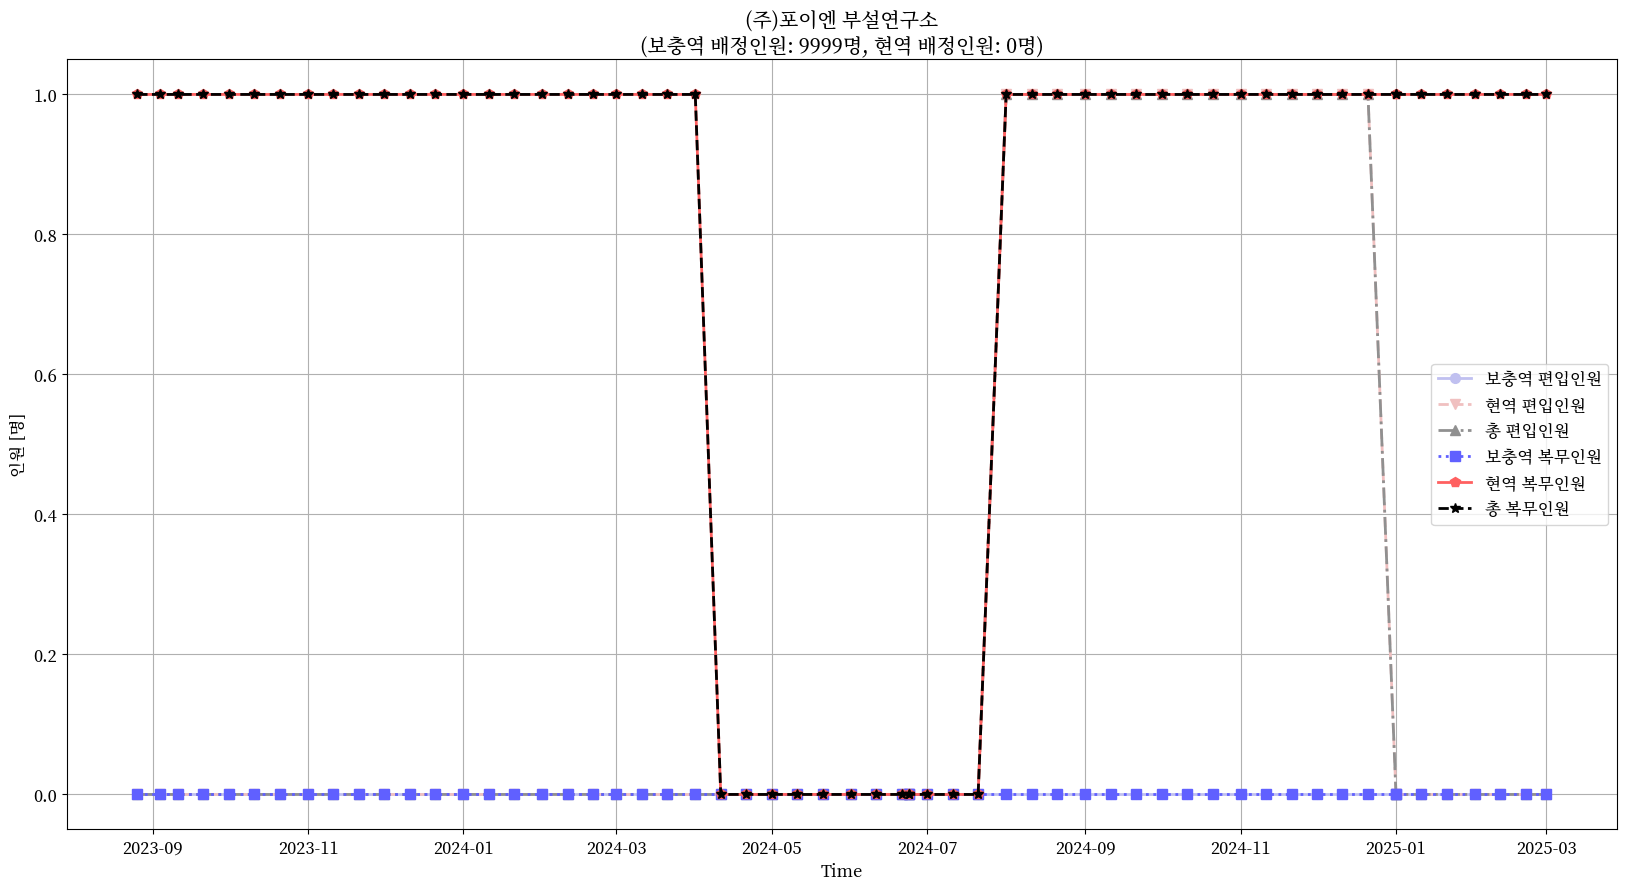 (주)포이엔 부설연구소
(보충역 배정인원: 9999명, 현역 배정인원: 0명)
1.0
0.8
0.6
0.4
0.2
0.0
인원 [명]
보충역 편입인원
현역 편입인원
총 편입인원
보충역 복무인원
현역 복무인원
총 복무인원
2023-09
2023-11
2024-01
2024-03
2024-05
2024-07
2024-09
2024-11
2025-01
2025-03
Time